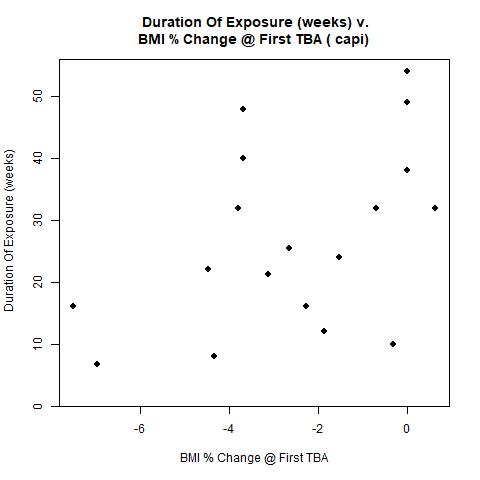 Duration Of Exposure (weeks) v.
BMI % Change @ First TBA ( capi)
Duration Of Exposure (weeks)
50
40
30
20
10
0
-6
-4
-2
0
BMI % Change @ First TBA